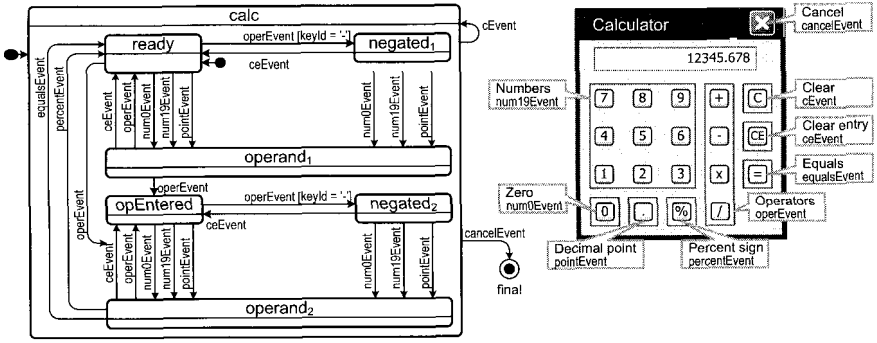 calc
cEvent
ready
operEvent [keyId = '-']
negated1
ceEvent
equalsEvent
percentEvent
ceEvent
operEvent
num0Event
num19Event
pointEvent
num0Event
num19Event
pointEvent
operand1
operEvent
operEvent
opEntered
operEvent [keyId = '-']
negated2
ceEvent
cancelEvent
ceEvent
operEvent
num0Event
num19Event
pointEvent
num0Event
num19Event
pointEvent
final
operand2
Calculator
X
Cancel
cancelEvent
12345.678
Numbers
num19Event
7 8 9 + C
Clear
cEvent
4 5 6 - CE
Clear entry
ceEvent
1 2 3 x =
Equals
equalsEvent
Zero
num0Event
0 . % /
Operators
operEvent
Decimal point
pointEvent
Percent sign
percentEvent